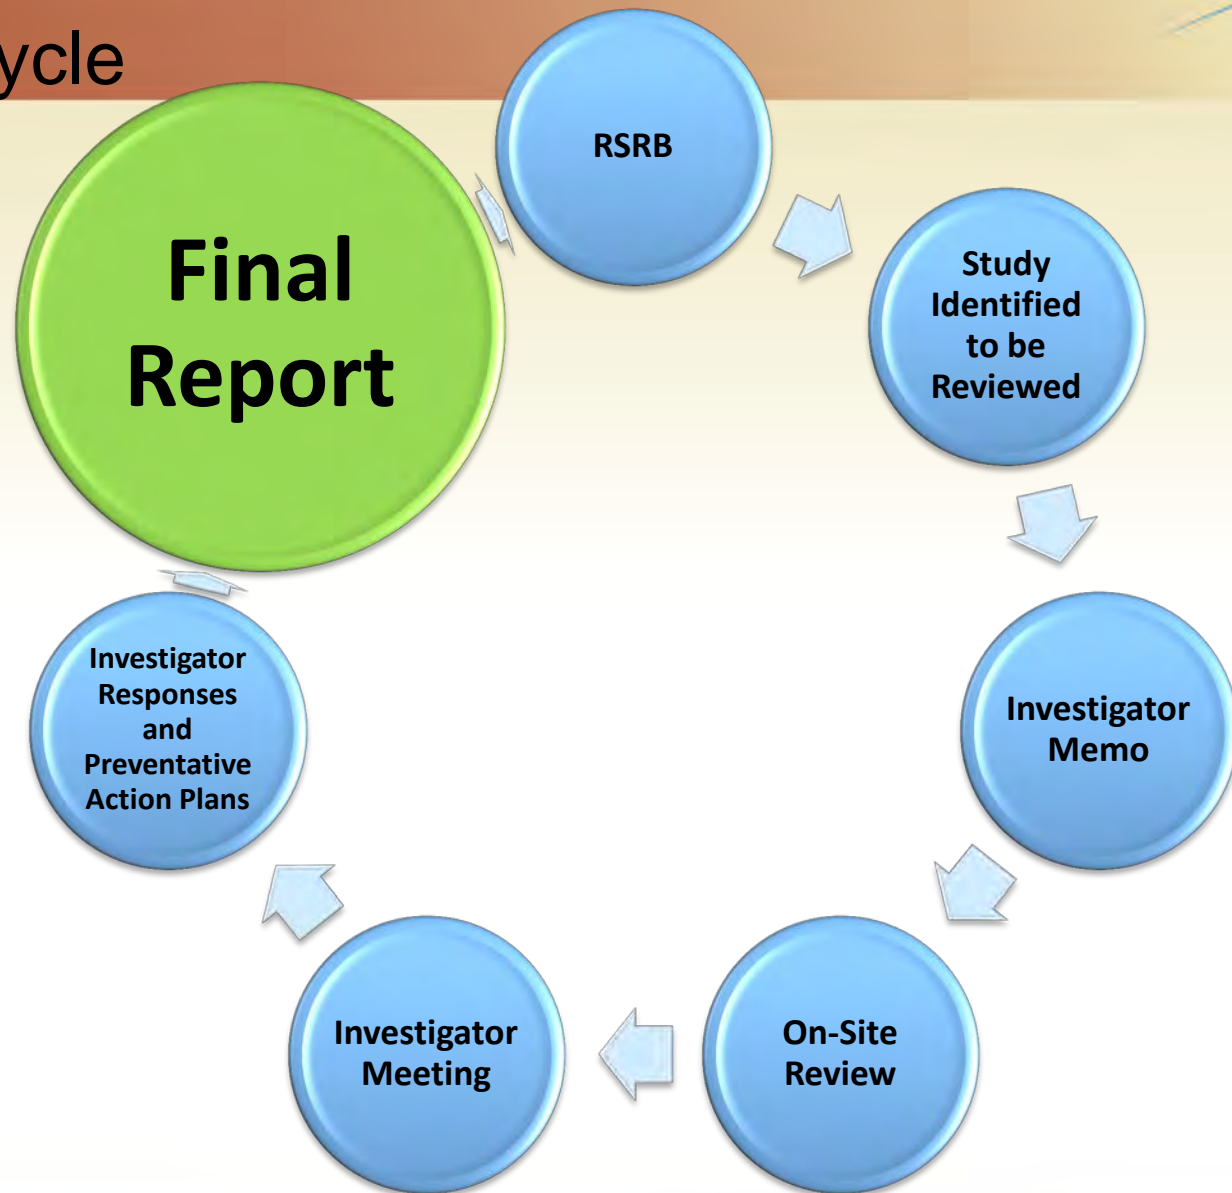 ycle
RSRB
Study
Identified
to be
Reviewed
Investigator
Memo
On-Site
Review
Investigator
Meeting
Investigator
Responses
and
Preventative
Action Plans
Final
Report